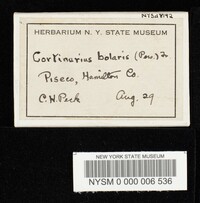 HERBARIUM N. Y. STATE MUSEUM
Cortinarius bolaris (Pers.) Fr
Piseco, Hamilton Co.
C.H. Peck Aug. 29
NEW YORK STATE MUSEUM
NYSM 0 000 006 536